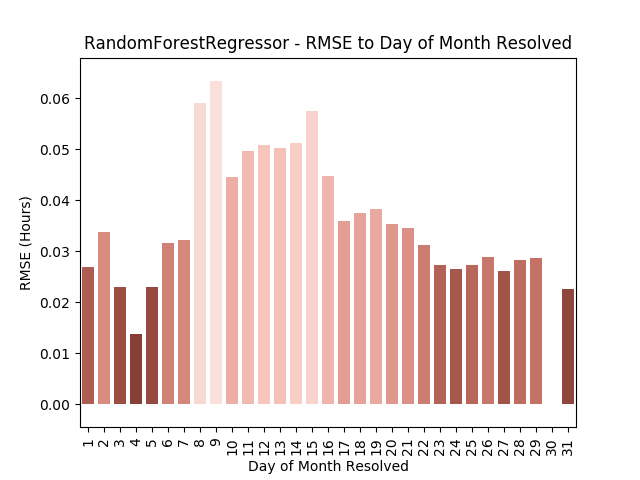 RandomForestRegressor - RMSE to Day of Month Resolved
0.06
0.05
0.04
0.03
0.02
0.01
0.00
RMSE (Hours)
1 2 3 4 5 6 7 8 9 10 11 12 13 14 15 16 17 18 19 20 21 22 23 24 25 26 27 28 29 30 31
Day of Month Resolved